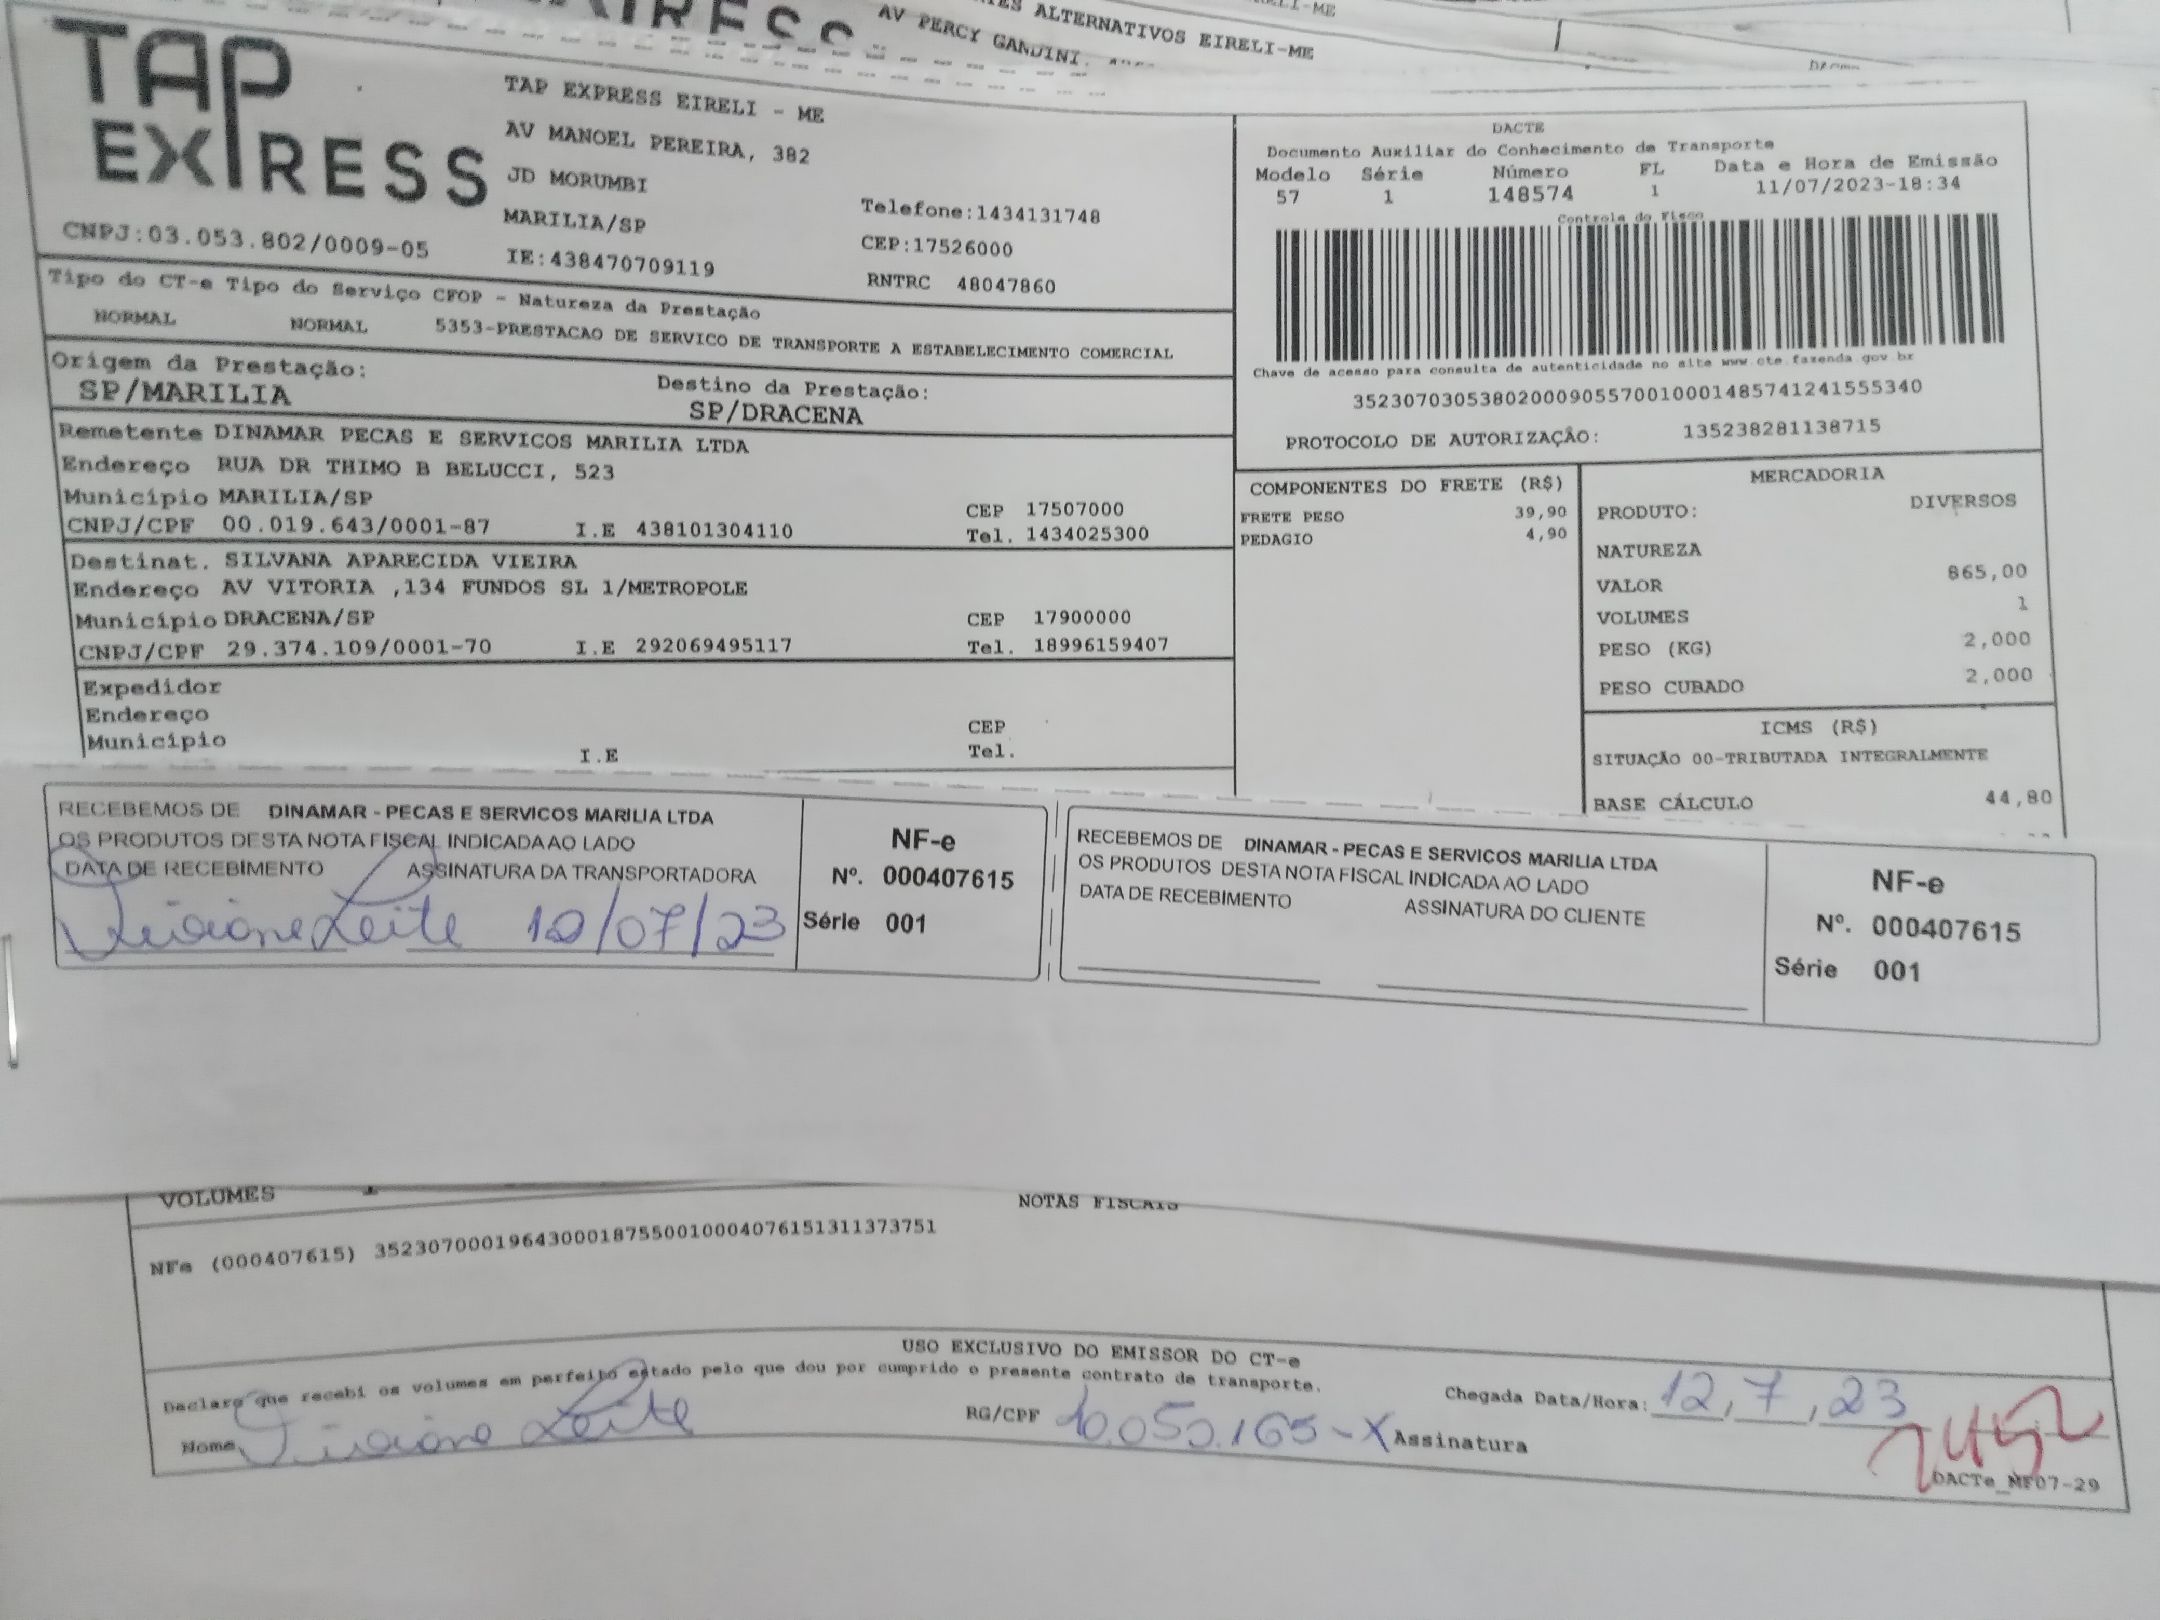 ES ALTERNATIVOS EIRELI-ME
AV PERCY GANDINI,
TAP
EXPRESS
CNPJ:03.053.802/0009-05
TAP EXPRESS EIRELI - ME
AV MANOEL PEREIRA, 382
JD MORUMBI
MARILIA/SP
IE:438470709119
Telefone:1434131748
CEP:17526000
RNTRC 48047860
DACTE
Documento Auxiliar do Conhecimento de Transporte
Modelo Série Número FL Data e Hora de Emissão
57 1 148574 1 11/07/2023-18:34
Controle do Fisco
Chave de acesso para consulta de autenticidade no site www.cte.fazenda.gov.br
35230703053802000905570010001485741241555340
PROTOCOLO DE AUTORIZAÇÃO: 135238281138715
Tipo do CT-e Tipo do Serviço CFOP - Natureza da Prestação
NORMAL NORMAL 5353-PRESTACAO DE SERVICO DE TRANSPORTE A ESTABELECIMENTO COMERCIAL
Origem da Prestação: Destino da Prestação:
SP/MARILIA SP/DRACENA
Remetente DINAMAR PECAS E SERVICOS MARILIA LTDA
Endereço RUA DR THIMO B BELUCCI, 523
Município MARILIA/SP CEP 17507000
CNPJ/CPF 00.019.643/0001-87 I.E 438101304110 Tel. 1434025300
Destinat. SILVANA APARECIDA VIEIRA
Endereço AV VITORIA ,134 FUNDOS SL 1/METROPOLE
Município DRACENA/SP CEP 17900000
CNPJ/CPF 29.374.109/0001-70 I.E 292069495117 Tel. 18996159407
Expedidor
Endereço
Município CEP
I.E Tel.
COMPONENTES DO FRETE (R$)
FRETE PESO 39,90
PEDAGIO 4,90
MERCADORIA
PRODUTO: DIVERSOS
NATUREZA
VALOR 865,00
VOLUMES 1
PESO (KG) 2,000
PESO CUBADO 2,000
ICMS (R$)
SITUAÇÃO 00-TRIBUTADA INTEGRALMENTE
BASE CÁLCULO 44,80
RECEBEMOS DE DINAMAR - PECAS E SERVICOS MARILIA LTDA
OS PRODUTOS DESTA NOTA FISCAL INDICADA AO LADO
DATA DE RECEBIMENTO ASSINATURA DA TRANSPORTADORA
Viviane Leite 12/07/23
NF-e
Nº. 000407615
Série 001
RECEBEMOS DE DINAMAR - PECAS E SERVICOS MARILIA LTDA
OS PRODUTOS DESTA NOTA FISCAL INDICADA AO LADO
DATA DE RECEBIMENTO ASSINATURA DO CLIENTE
NF-e
Nº. 000407615
Série 001
VOLUMES NOTAS FISCAIS
NFe (000407615) 35230700019643000187550010004076151311373751
USO EXCLUSIVO DO EMISSOR DO CT-e
Declaro que recebi os volumes em perfeito estado pelo que dou por cumprido o presente contrato de transporte.
Nome Viviane Leite RG/CPF Assinatura
Chegada Data/Hora: 12,7,23
DACTe_MF07-29